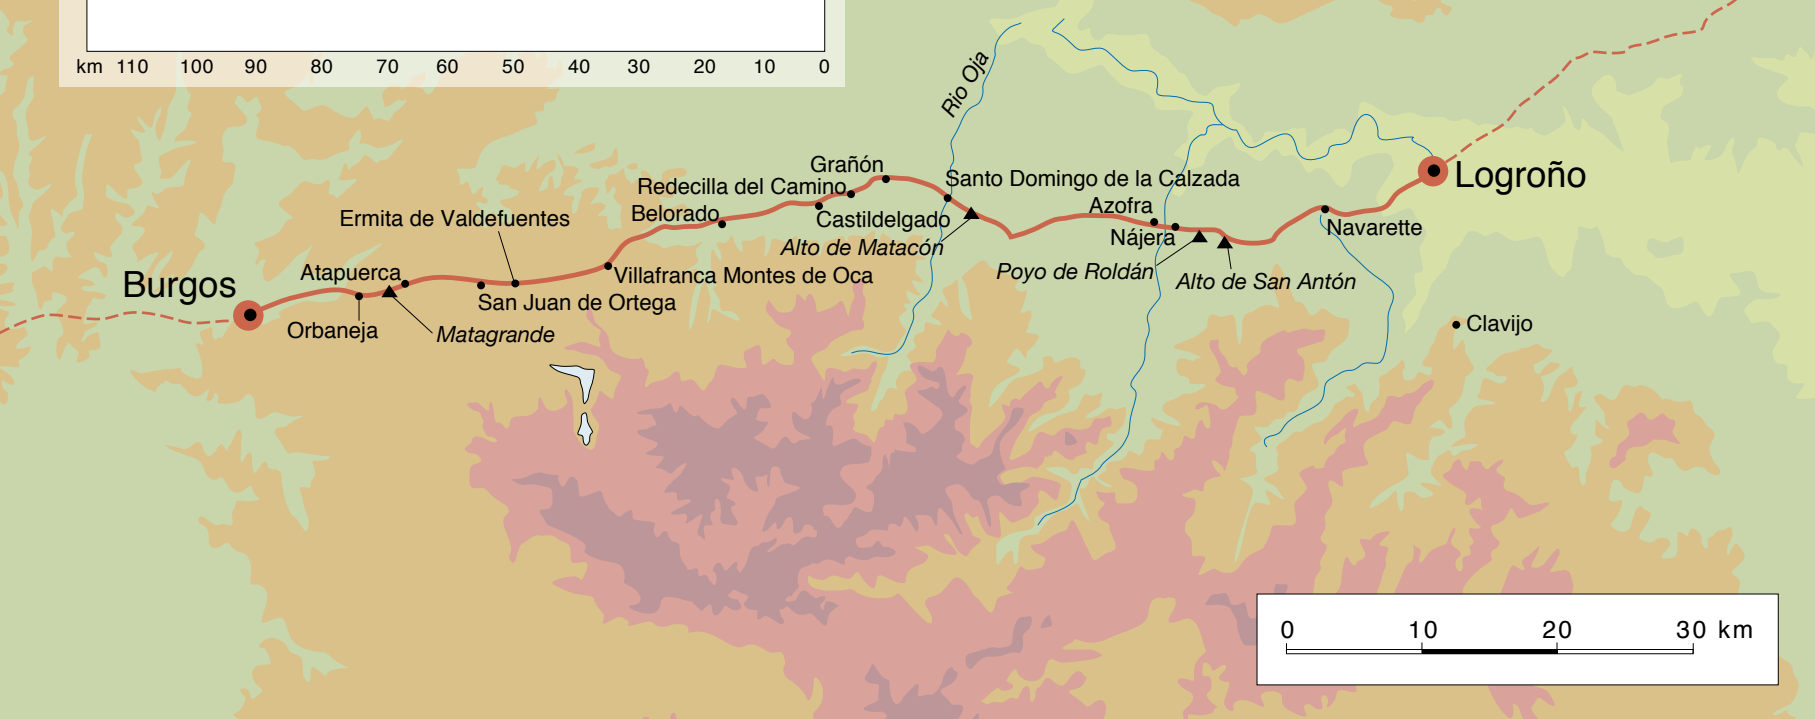 km 110 100 90 80 70 60 50 40 30 20 10 0
Rio Oja
Grañón
Redecilla del Camino
Santo Domingo de la Calzada
Logroño
Belorado
Castildelgado
Azofra
Ermita de Valdefuentes
Alto de Matacón
Nájera
Navarette
Burgos
Atapuerca
Villafranca Montes de Oca
Poyo de Roldán
Alto de San Antón
San Juan de Ortega
Orbaneja
Matagrande
Clavijo
0 10 20 30 km